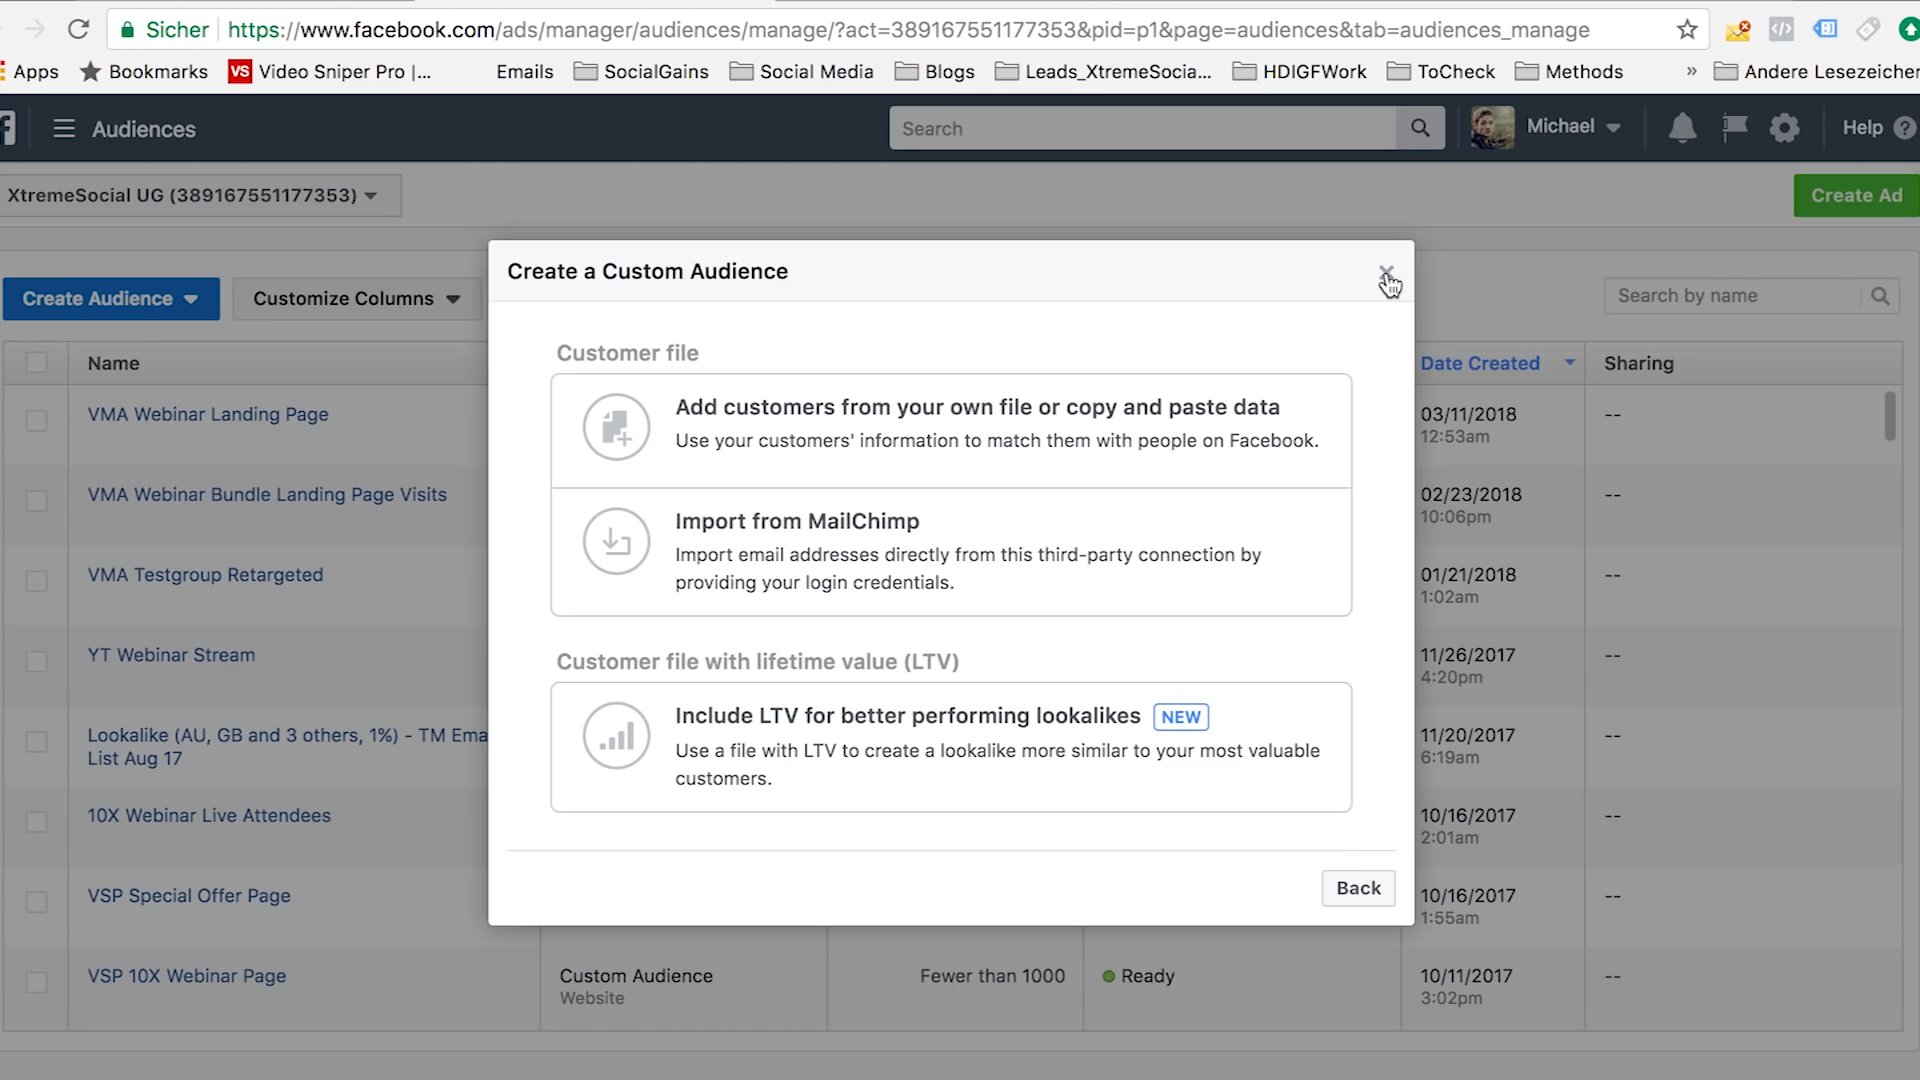 Sicher https://www.facebook.com/ads/manager/audiences/manage/?act=389167551177353&pid=p1&page=audiences&tab=audiences_manage
Apps Bookmarks VS Video Sniper Pro |... Emails SocialGains Social Media Blogs Leads_XtremeSocia... HDIGFWork ToCheck Methods » Andere Lesezeichen
Audiences Search Michael Help ?
XtremeSocial UG (389167551177353) Create Ad
Create a Custom Audience
Create Audience Customize Columns Search by name
Customer file
Name Date Created Sharing
Add customers from your own file or copy and paste data
Use your customers' information to match them with people on Facebook.
VMA Webinar Landing Page 03/11/2018 --
12:53am
VMA Webinar Bundle Landing Page Visits 02/23/2018 --
10:06pm
Import from MailChimp
Import email addresses directly from this third-party connection by
providing your login credentials.
VMA Testgroup Retargeted 01/21/2018 --
1:02am
YT Webinar Stream 11/26/2017 --
4:20pm
Customer file with lifetime value (LTV)
Include LTV for better performing lookalikes NEW
Use a file with LTV to create a lookalike more similar to your most valuable
customers.
Lookalike (AU, GB and 3 others, 1%) - TM Ema 11/20/2017 --
List Aug 17 6:19am
10X Webinar Live Attendees 10/16/2017 --
2:01am
Back
VSP Special Offer Page 10/16/2017 --
1:55am
VSP 10X Webinar Page Custom Audience Fewer than 1000 Ready 10/11/2017 --
Website 3:02pm